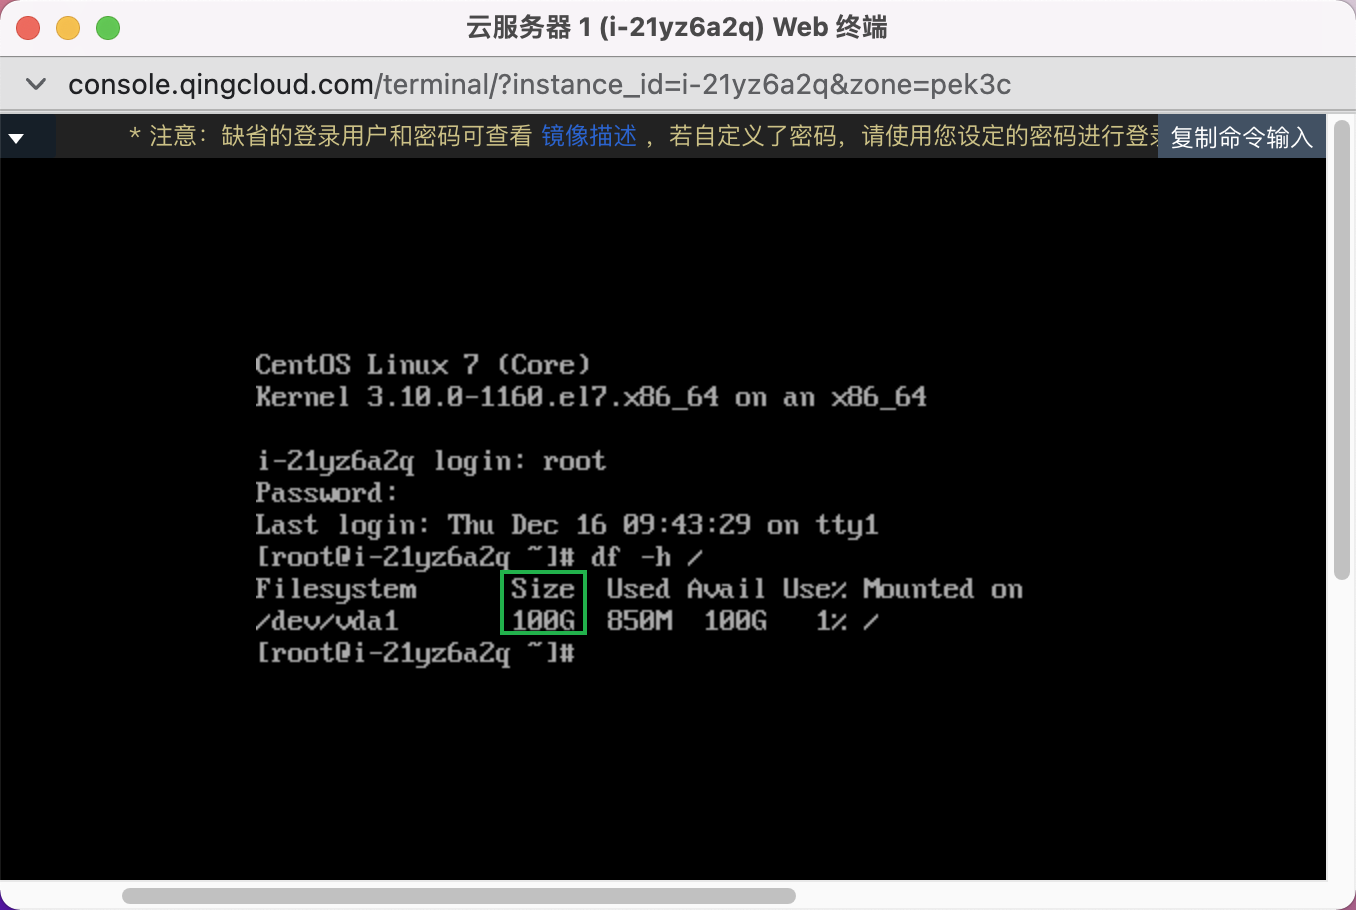 云服务器 1 (i-21yz6a2q) Web 终端
console.qingcloud.com/terminal/?instance_id=i-21yz6a2q&zone=pek3c
* 注意：缺省的登录用户和密码可查看 镜像描述 ，若自定义了密码，请使用您设定的密码进行登录
复制命令输入
CentOS Linux 7 (Core)
Kernel 3.10.0-1160.el7.x86_64 on an x86_64
i-21yz6a2q login: root
Password:
Last login: Thu Dec 16 09:43:29 on tty1
[root@i-21yz6a2q ~]# df -h /
Filesystem Size Used Avail Use% Mounted on
/dev/vda1 100G 850M 100G 1% /
[root@i-21yz6a2q ~]#